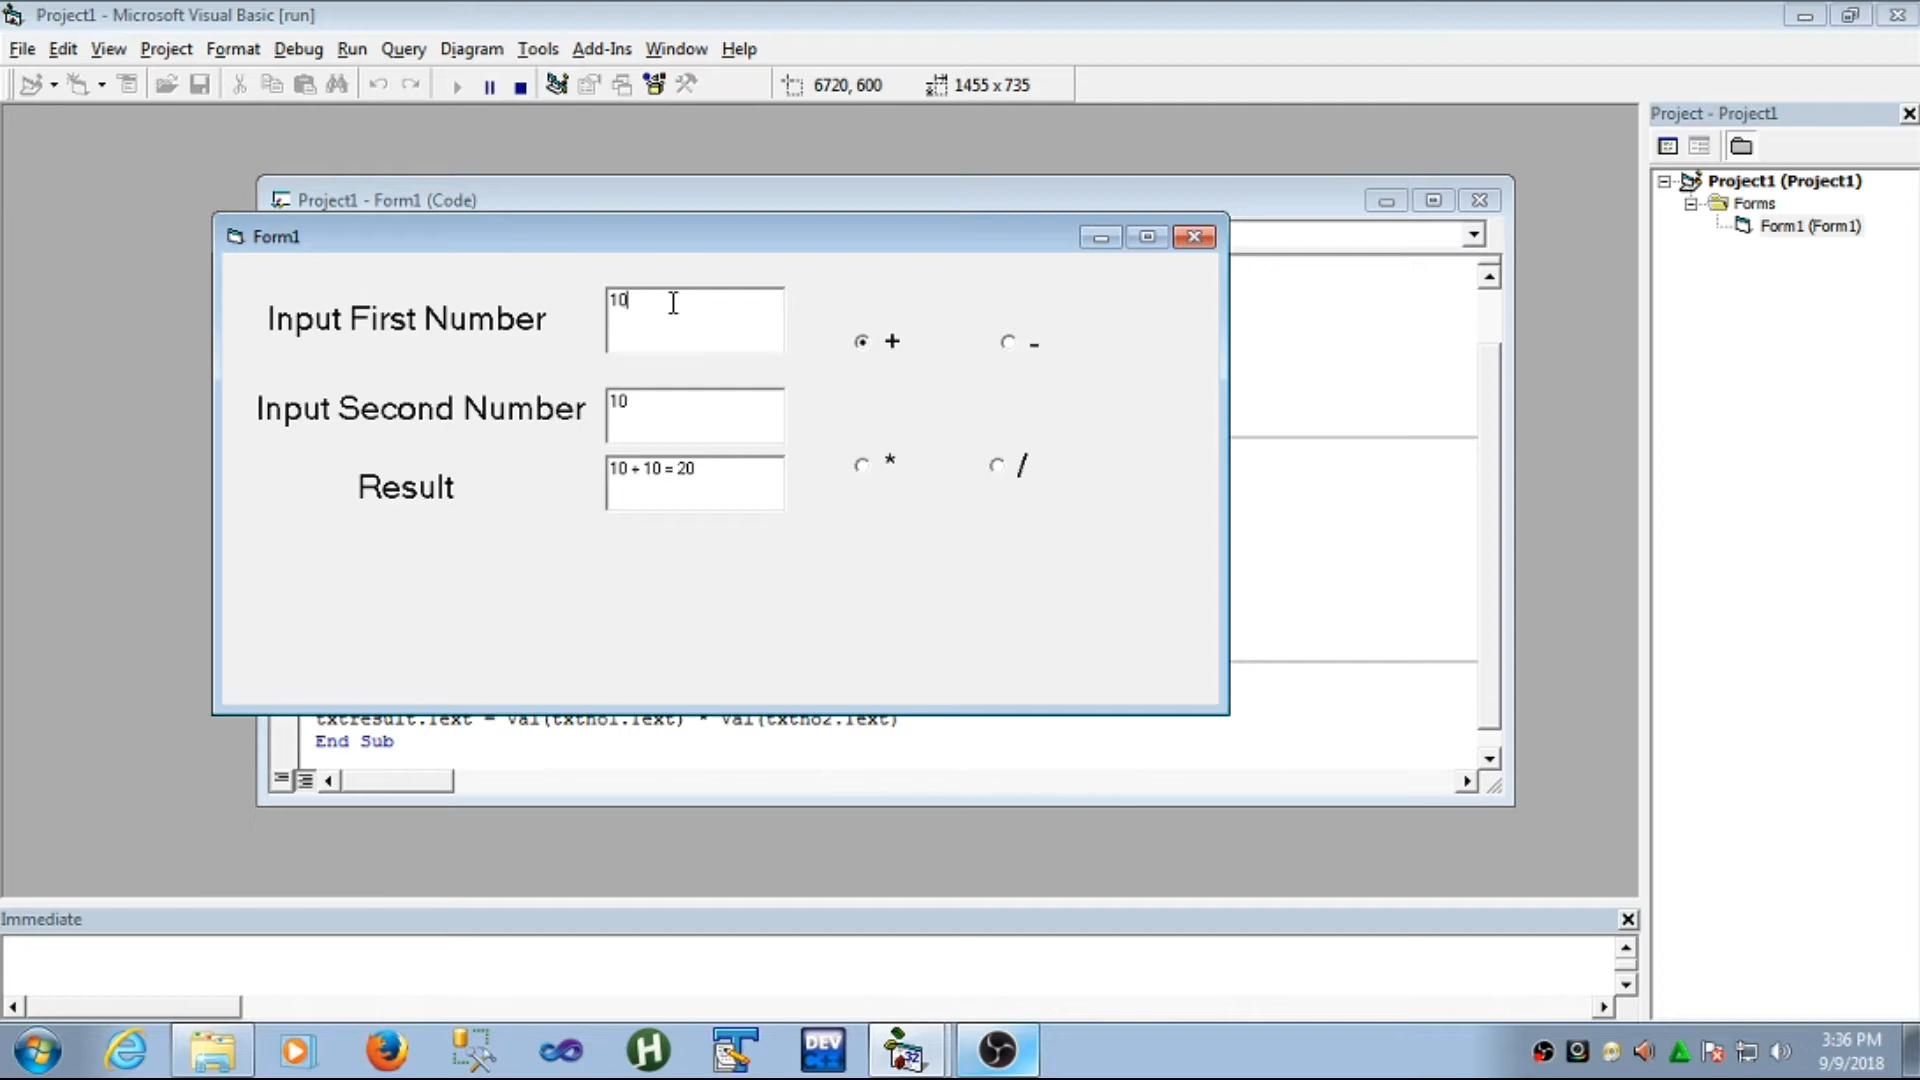 Project1 - Microsoft Visual Basic [run]
File Edit View Project Format Debug Run Query Diagram Tools Add-Ins Window Help
6720, 600 1455 x 735
Project - Project1
Project1 (Project1)
Forms
Form1 (Form1)
Project1 - Form1 (Code)
Form1
Input First Number 10
+ -
Input Second Number 10
* /
Result 10 + 10 = 20
txtresult.Text = Val(txtno1.Text) * Val(txtno2.Text)
End Sub
Immediate
DEV
C++
32
3:36 PM
9/9/2018